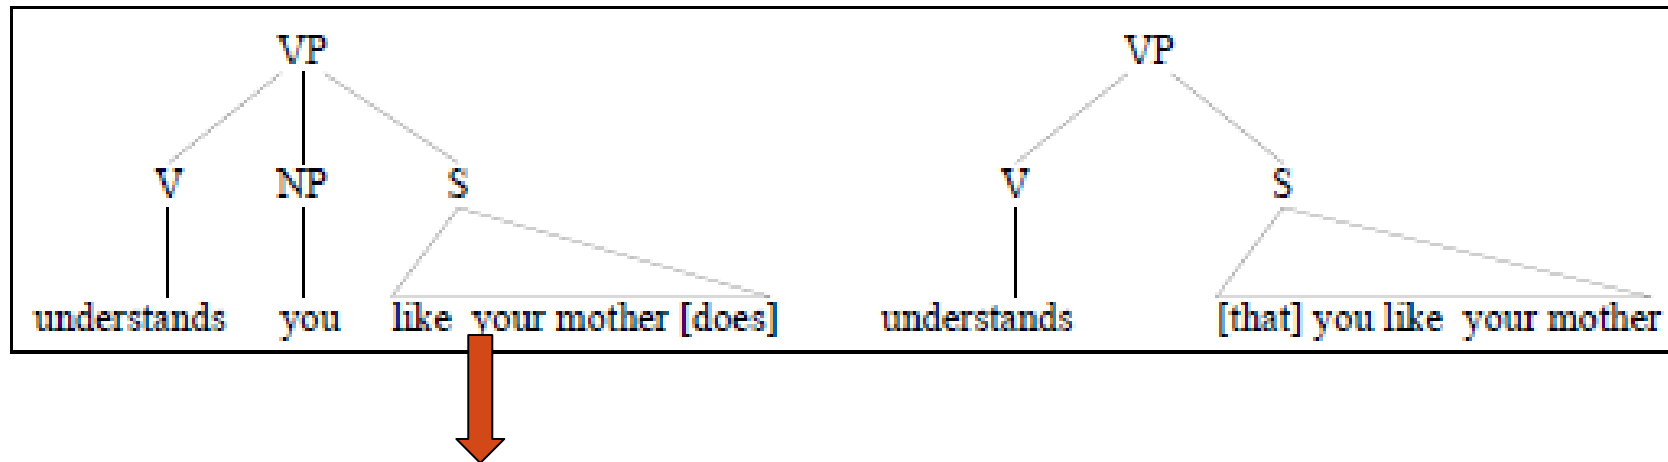 VP VP
V NP S V S
understands you like your mother [does] understands [that] you like your mother